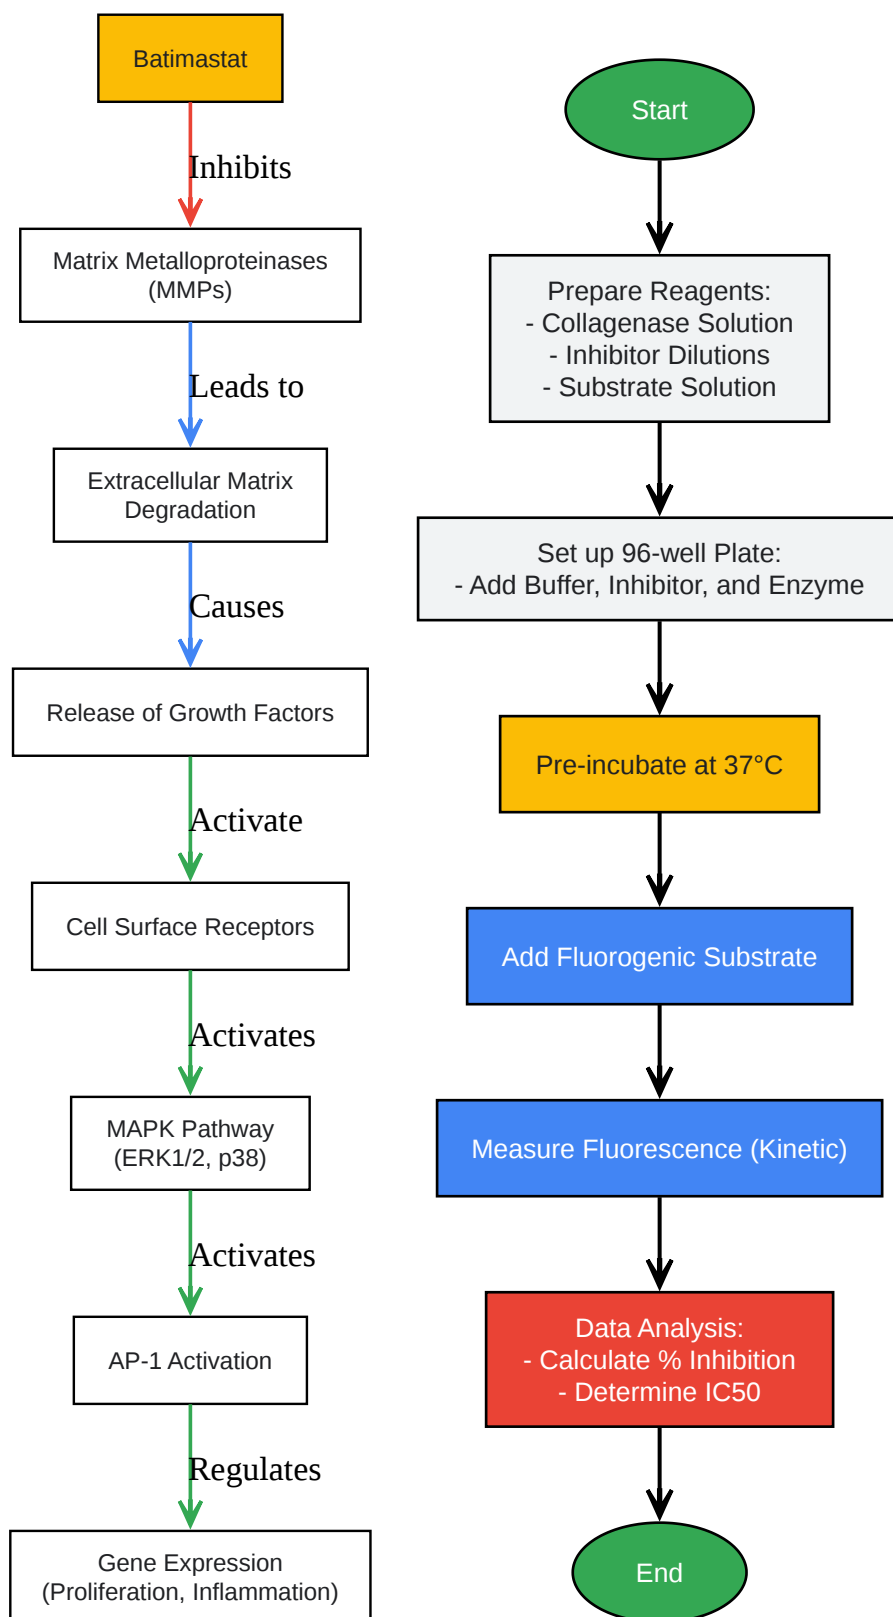 Batimastat
Inhibits
Matrix Metalloproteinases
(MMPs)
Leads to
Extracellular Matrix
Degradation
Causes
Release of Growth Factors
Activate
Cell Surface Receptors
Activates
MAPK Pathway
(ERK1/2, p38)
Activates
AP-1 Activation
Regulates
Gene Expression
(Proliferation, Inflammation)
Start
Prepare Reagents:
- Collagenase Solution
- Inhibitor Dilutions
- Substrate Solution
Set up 96-well Plate:
- Add Buffer, Inhibitor, and Enzyme
Pre-incubate at 37°C
Add Fluorogenic Substrate
Measure Fluorescence (Kinetic)
Data Analysis:
- Calculate % Inhibition
- Determine IC50
End